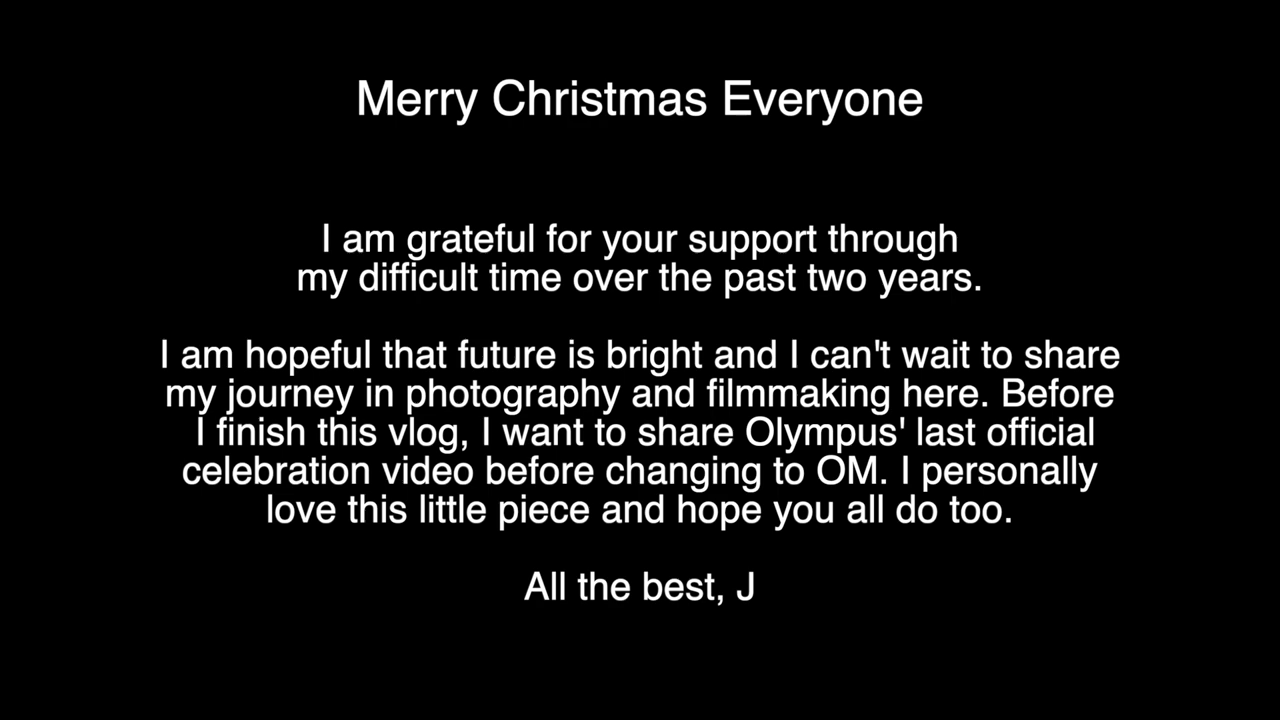 Merry Christmas Everyone
I am grateful for your support through
my difficult time over the past two years.
I am hopeful that future is bright and I can't wait to share
my journey in photography and filmmaking here. Before
I finish this vlog, I want to share Olympus' last official
celebration video before changing to OM. I personally
love this little piece and hope you all do too.
All the best, J